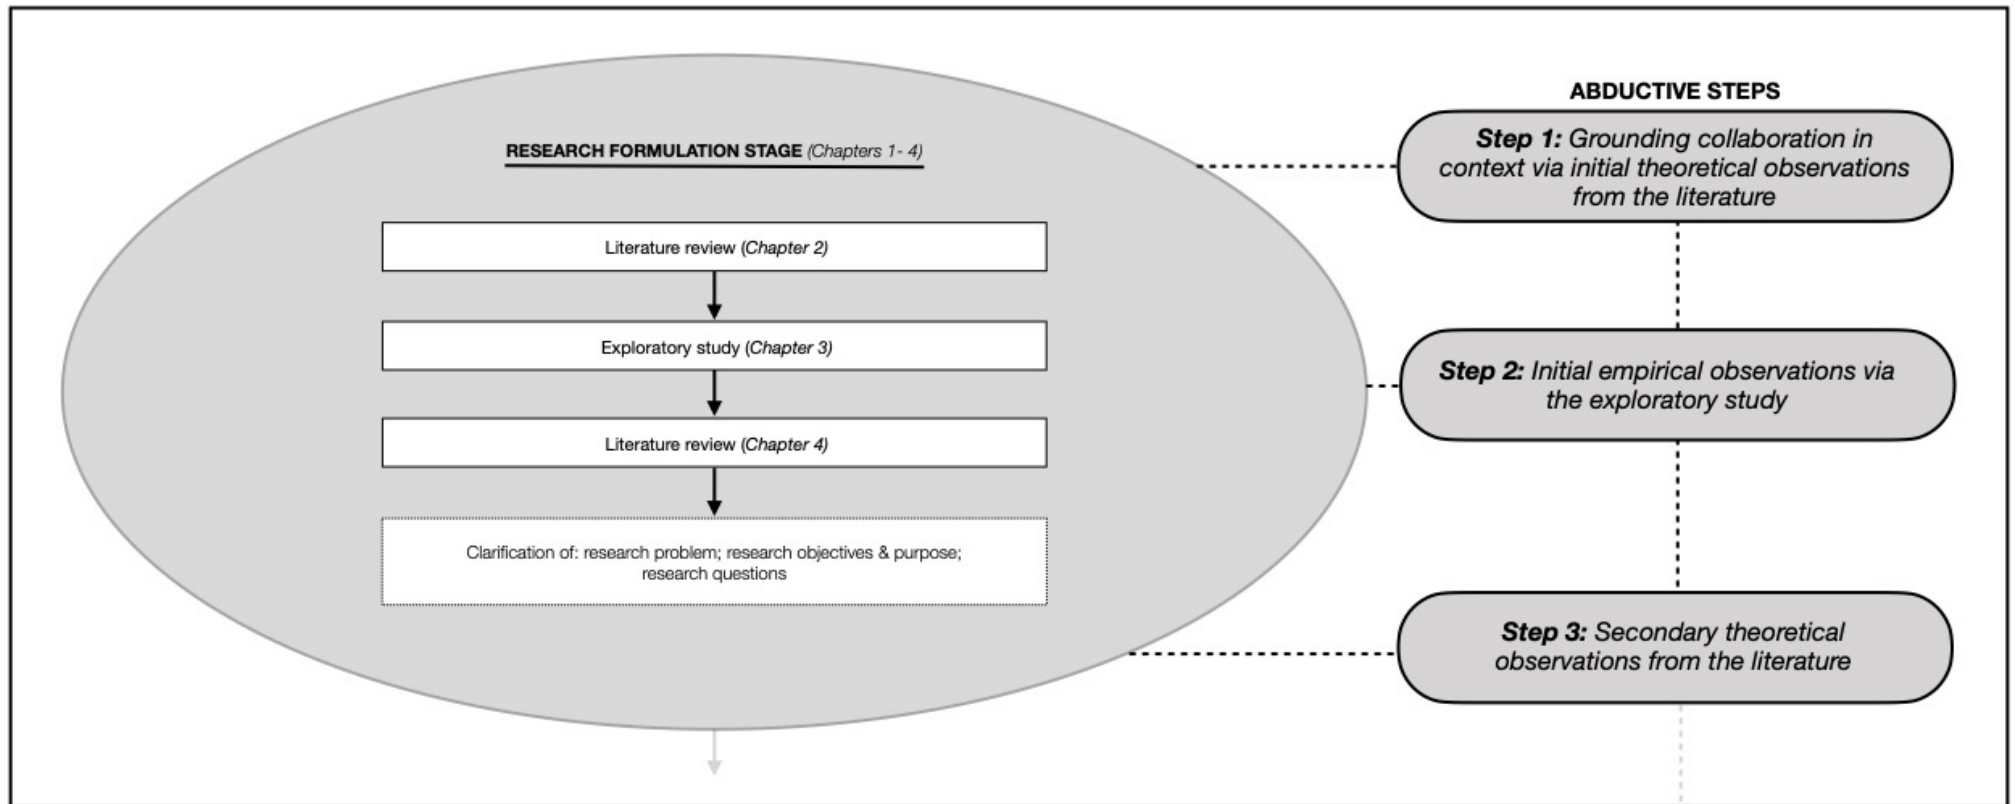 RESEARCH FORMULATION STAGE (Chapters 1- 4)
Literature review (Chapter 2)
Exploratory study (Chapter 3)
Literature review (Chapter 4)
Clarification of: research problem; research objectives & purpose;
research questions
ABDUCTIVE STEPS
Step 1: Grounding collaboration in
context via initial theoretical observations
from the literature
Step 2: Initial empirical observations via
the exploratory study
Step 3: Secondary theoretical
observations from the literature